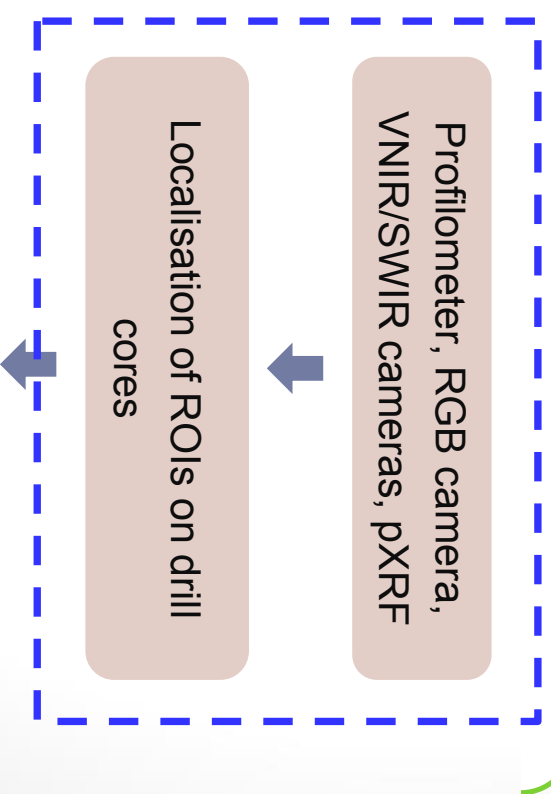 Profilometer, RGB camera,
VNIR/SWIR cameras, pXRF
Localisation of ROIs on drill
cores